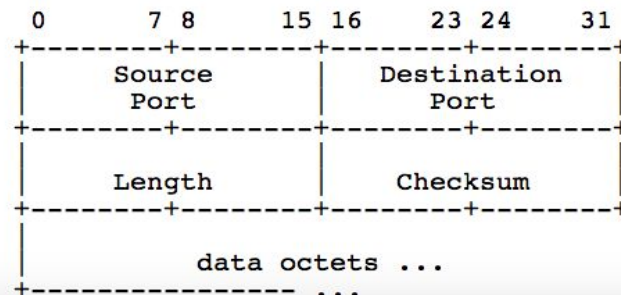 0 7 8 15 16 23 24 31
+--------+--------+--------+--------+
| Source | Destination |
| Port | Port |
+--------+--------+--------+--------+
| | |
| Length | Checksum |
+--------+--------+--------+--------+
|
| data octets ...
+---------------- ...